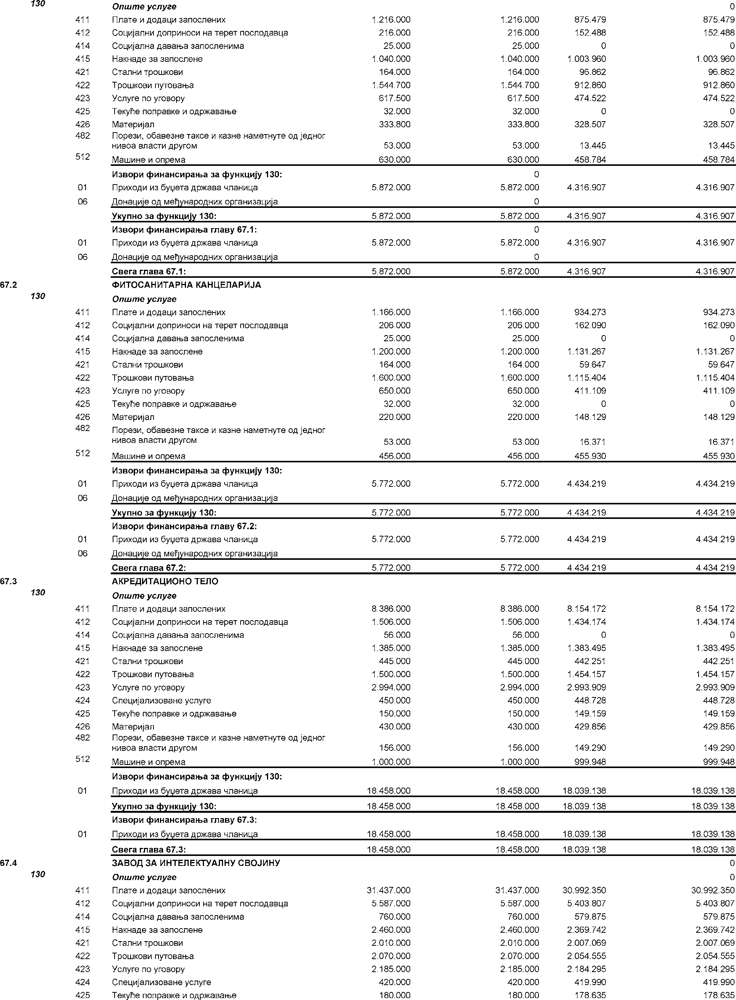 130 Опште услуге 0
411 Плате и додаци запослених 1.216.000 1.216.000 875.479 875.479
412 Социјални доприноси на терет послодавца 216.000 216.000 152.488 152.488
414 Социјална давања запосленима 25.000 25.000 0 0
415 Накнаде за запослене 1.040.000 1.040.000 1.003.960 1.003.960
421 Стални трошкови 164.000 164.000 96.862 96.862
422 Трошкови путовања 1.544.700 1.544.700 912.860 912.860
423 Услуге по уговору 617.500 617.500 474.522 474.522
425 Текуће поправке и одржавање 32.000 32.000 0 0
426 Материјал 333.800 333.800 328.507 328.507
482 Порези, обавезне таксе и казне наметнуте од једног
нивоа власти другом 53.000 53.000 13.445 13.445
512 Машине и опрема 630.000 630.000 458.784 458.784
Извори финансирања за функцију 130: 0
01 Приходи из буџета држава чланица 5.872.000 5.872.000 4.316.907 4.316.907
06 Донације од међународних организација 0
Укупно за функцију 130: 5.872.000 5.872.000 4.316.907 4.316.907
Извори финансирања главу 67.1: 0
01 Приходи из буџета држава чланица 5.872.000 5.872.000 4.316.907 4.316.907
06 Донације од међународних организација 0
Свега глава 67.1: 5.872.000 5.872.000 4.316.907 4.316.907
67.2 ФИТОСАНИТАРНА КАНЦЕЛАРИЈА
130 Опште услуге
411 Плате и додаци запослених 1.166.000 1.166.000 934.273 934.273
412 Социјални доприноси на терет послодавца 206.000 206.000 162.090 162.090
414 Социјална давања запосленима 25.000 25.000 0 0
415 Накнаде за запослене 1.200.000 1.200.000 1.131.267 1.131.267
421 Стални трошкови 164.000 164.000 59.647 59.647
422 Трошкови путовања 1.600.000 1.600.000 1.115.404 1.115.404
423 Услуге по уговору 650.000 650.000 411.109 411.109
425 Текуће поправке и одржавање 32.000 32.000 0 0
426 Материјал 220.000 220.000 148.129 148.129
482 Порези, обавезне таксе и казне наметнуте од једног
нивоа власти другом 53.000 53.000 16.371 16.371
512 Машине и опрема 456.000 456.000 455.930 455.930
Извори финансирања за функцију 130:
01 Приходи из буџета држава чланица 5.772.000 5.772.000 4.434.219 4.434.219
06 Донације од међународних организација
Укупно за функцију 130: 5.772.000 5.772.000 4.434.219 4.434.219
Извори финансирања главу 67.2:
01 Приходи из буџета држава чланица 5.772.000 5.772.000 4.434.219 4.434.219
06 Донације од међународних организација
Свега глава 67.2: 5.772.000 5.772.000 4.434.219 4.434.219
67.3 АКРЕДИТАЦИОНО ТЕЛО
130 Опште услуге
411 Плате и додаци запослених 8.386.000 8.386.000 8.154.172 8.154.172
412 Социјални доприноси на терет послодавца 1.506.000 1.506.000 1.434.174 1.434.174
414 Социјална давања запосленима 56.000 56.000 0 0
415 Накнаде за запослене 1.385.000 1.385.000 1.383.495 1.383.495
421 Стални трошкови 445.000 445.000 442.251 442.251
422 Трошкови путовања 1.500.000 1.500.000 1.454.157 1.454.157
423 Услуге по уговору 2.994.000 2.994.000 2.993.909 2.993.909
424 Специјализоване услуге 450.000 450.000 448.728 448.728
425 Текуће поправке и одржавање 150.000 150.000 149.159 149.159
426 Материјал 430.000 430.000 429.856 429.856
482 Порези, обавезне таксе и казне наметнуте од једног
нивоа власти другом 156.000 156.000 149.290 149.290
512 Машине и опрема 1.000.000 1.000.000 999.948 999.948
Извори финансирања за функцију 130:
01 Приходи из буџета држава чланица 18.458.000 18.458.000 18.039.138 18.039.138
Укупно за функцију 130: 18.458.000 18.458.000 18.039.138 18.039.138
Извори финансирања главу 67.3:
01 Приходи из буџета држава чланица 18.458.000 18.458.000 18.039.138 18.039.138
Свега глава 67.3: 18.458.000 18.458.000 18.039.138 18.039.138
67.4 ЗАВОД ЗА ИНТЕЛЕКТУАЛНУ СВОЈИНУ 0
130 Опште услуге 0
411 Плате и додаци запослених 31.437.000 31.437.000 30.992.350 30.992.350
412 Социјални доприноси на терет послодавца 5.587.000 5.587.000 5.403.807 5.403.807
414 Социјална давања запосленима 760.000 760.000 579.875 579.875
415 Накнаде за запослене 2.460.000 2.460.000 2.369.742 2.369.742
421 Стални трошкови 2.010.000 2.010.000 2.007.069 2.007.069
422 Трошкови путовања 2.070.000 2.070.000 2.054.555 2.054.555
423 Услуге по уговору 2.185.000 2.185.000 2.184.295 2.184.295
424 Специјализоване услуге 420.000 420.000 419.990 419.990
425 Текуће поправке и одржавање 180.000 180.000 178.635 178.635